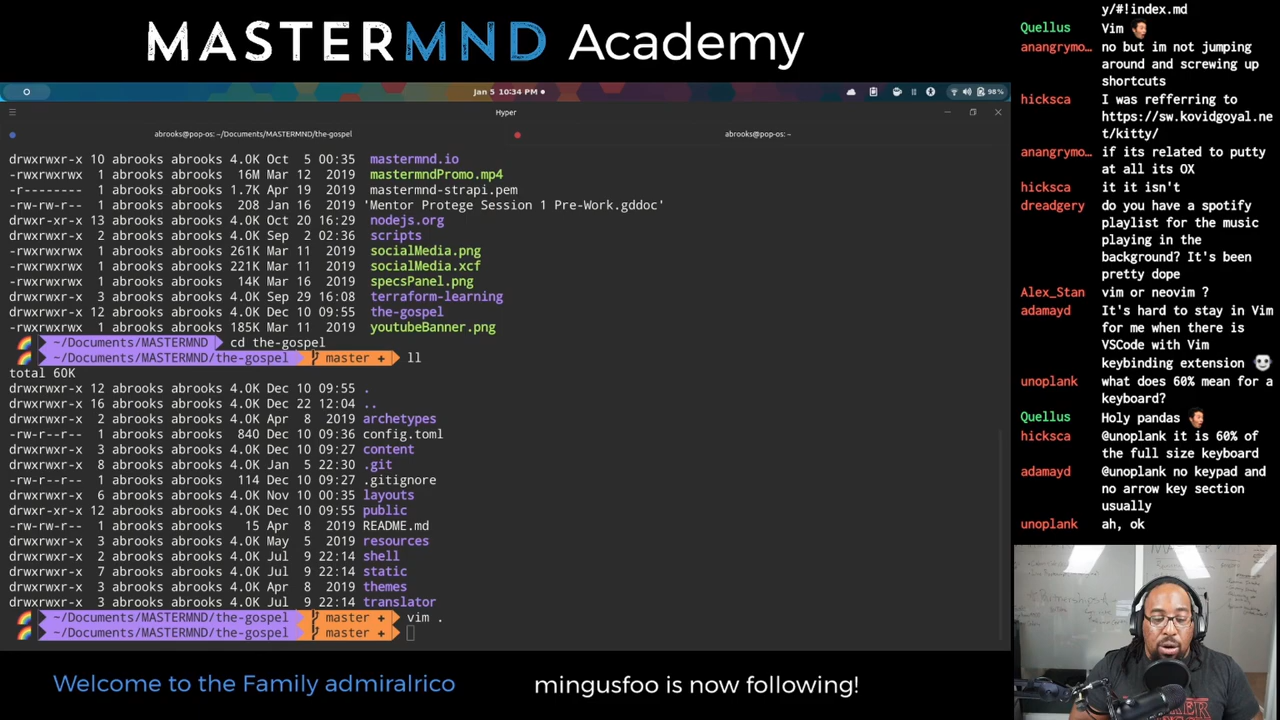 MASTERMND Academy
Jan 5 10:34 PM
98%
Hyper
abrooks@pop-os: ~/Documents/MASTERMND/the-gospel
abrooks@pop-os: ~
drwxrwxr-x 10 abrooks abrooks 4.0K Oct  5 00:35 mastermnd.io
-rwxrwxrwx  1 abrooks abrooks  16M Mar 12  2019 mastermndPromo.mp4
-r--------  1 abrooks abrooks 1.7K Apr 19  2019 mastermnd-strapi.pem
-rw-rw-r--  1 abrooks abrooks  208 Jan 16  2019 'Mentor Protege Session 1 Pre-Work.gddoc'
drwxr-xr-x 13 abrooks abrooks 4.0K Oct 20 16:29 nodejs.org
drwxrwxr-x  2 abrooks abrooks 4.0K Sep  2 02:36 scripts
-rwxrwxrwx  1 abrooks abrooks 261K Mar 11  2019 socialMedia.png
-rwxrwxrwx  1 abrooks abrooks 221K Mar 11  2019 socialMedia.xcf
-rwxrwxrwx  1 abrooks abrooks  14K Mar 16  2019 specsPanel.png
drwxrwxr-x  3 abrooks abrooks 4.0K Sep 29 16:08 terraform-learning
drwxrwxr-x 12 abrooks abrooks 4.0K Dec 10 09:55 the-gospel
-rwxrwxrwx  1 abrooks abrooks 185K Mar 11  2019 youtubeBanner.png
~/Documents/MASTERMND cd the-gospel
~/Documents/MASTERMND/the-gospel master + ll
total 60K
drwxrwxr-x 12 abrooks abrooks 4.0K Dec 10 09:55 .
drwxrwxr-x 16 abrooks abrooks 4.0K Dec 22 12:04 ..
drwxrwxr-x  2 abrooks abrooks 4.0K Apr  8  2019 archetypes
-rw-r--r--  1 abrooks abrooks  840 Dec 10 09:36 config.toml
drwxrwxr-x  3 abrooks abrooks 4.0K Dec 10 09:27 content
drwxrwxr-x  8 abrooks abrooks 4.0K Jan  5 22:30 .git
-rw-r--r--  1 abrooks abrooks  114 Dec 10 09:27 .gitignore
drwxrwxr-x  6 abrooks abrooks 4.0K Nov 10 00:35 layouts
drwxr-xr-x 12 abrooks abrooks 4.0K Dec 10 09:55 public
-rw-rw-r--  1 abrooks abrooks   15 Apr  8  2019 README.md
drwxrwxr-x  3 abrooks abrooks 4.0K May  5  2019 resources
drwxrwxr-x  2 abrooks abrooks 4.0K Jul  9 22:14 shell
drwxrwxr-x  7 abrooks abrooks 4.0K Jul  9 22:14 static
drwxrwxr-x  3 abrooks abrooks 4.0K Apr  8  2019 themes
drwxrwxr-x  3 abrooks abrooks 4.0K Jul  9 22:14 translator
~/Documents/MASTERMND/the-gospel master + vim .
~/Documents/MASTERMND/the-gospel master +
Welcome to the Family admiralrico
mingusfoo is now following!
y/#!index.md
Quellus Vim
anangrymo… no but im not jumping
around and screwing up
shortcuts
hicksca I was refferring to
https://sw.kovidgoyal.ne
t/kitty/
anangrymo… if its related to putty
at all its OX
hicksca it it isn't
dreadgery do you have a spotify
playlist for the music
playing in the
background? It's been
pretty dope
Alex_Stan vim or neovim ?
adamayd It's hard to stay in Vim
for me when there is
VSCode with Vim
keybinding extension
unoplank what does 60% mean for a
keyboard?
Quellus Holy pandas
hicksca @unoplank it is 60% of
the full size keyboard
adamayd @unoplank no keypad and
no arrow key section
usually
unoplank ah, ok